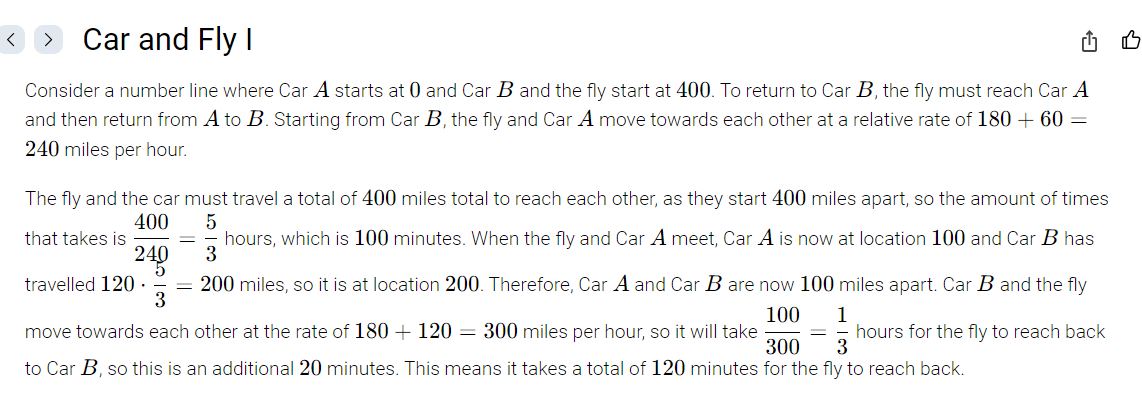 Car and Fly I
Consider a number line where Car A starts at 0 and Car B and the fly start at 400. To return to Car B, the fly must reach Car A
and then return from A to B. Starting from Car B, the fly and Car A move towards each other at a relative rate of 180 + 60 =
240 miles per hour.
The fly and the car must travel a total of 400 miles total to reach each other, as they start 400 miles apart, so the amount of times
that takes is 400/240 = 5/3 hours, which is 100 minutes. When the fly and Car A meet, Car A is now at location 100 and Car B has
travelled 120 · 5/3 = 200 miles, so it is at location 200. Therefore, Car A and Car B are now 100 miles apart. Car B and the fly
move towards each other at the rate of 180 + 120 = 300 miles per hour, so it will take 100/300 = 1/3 hours for the fly to reach back
to Car B, so this is an additional 20 minutes. This means it takes a total of 120 minutes for the fly to reach back.